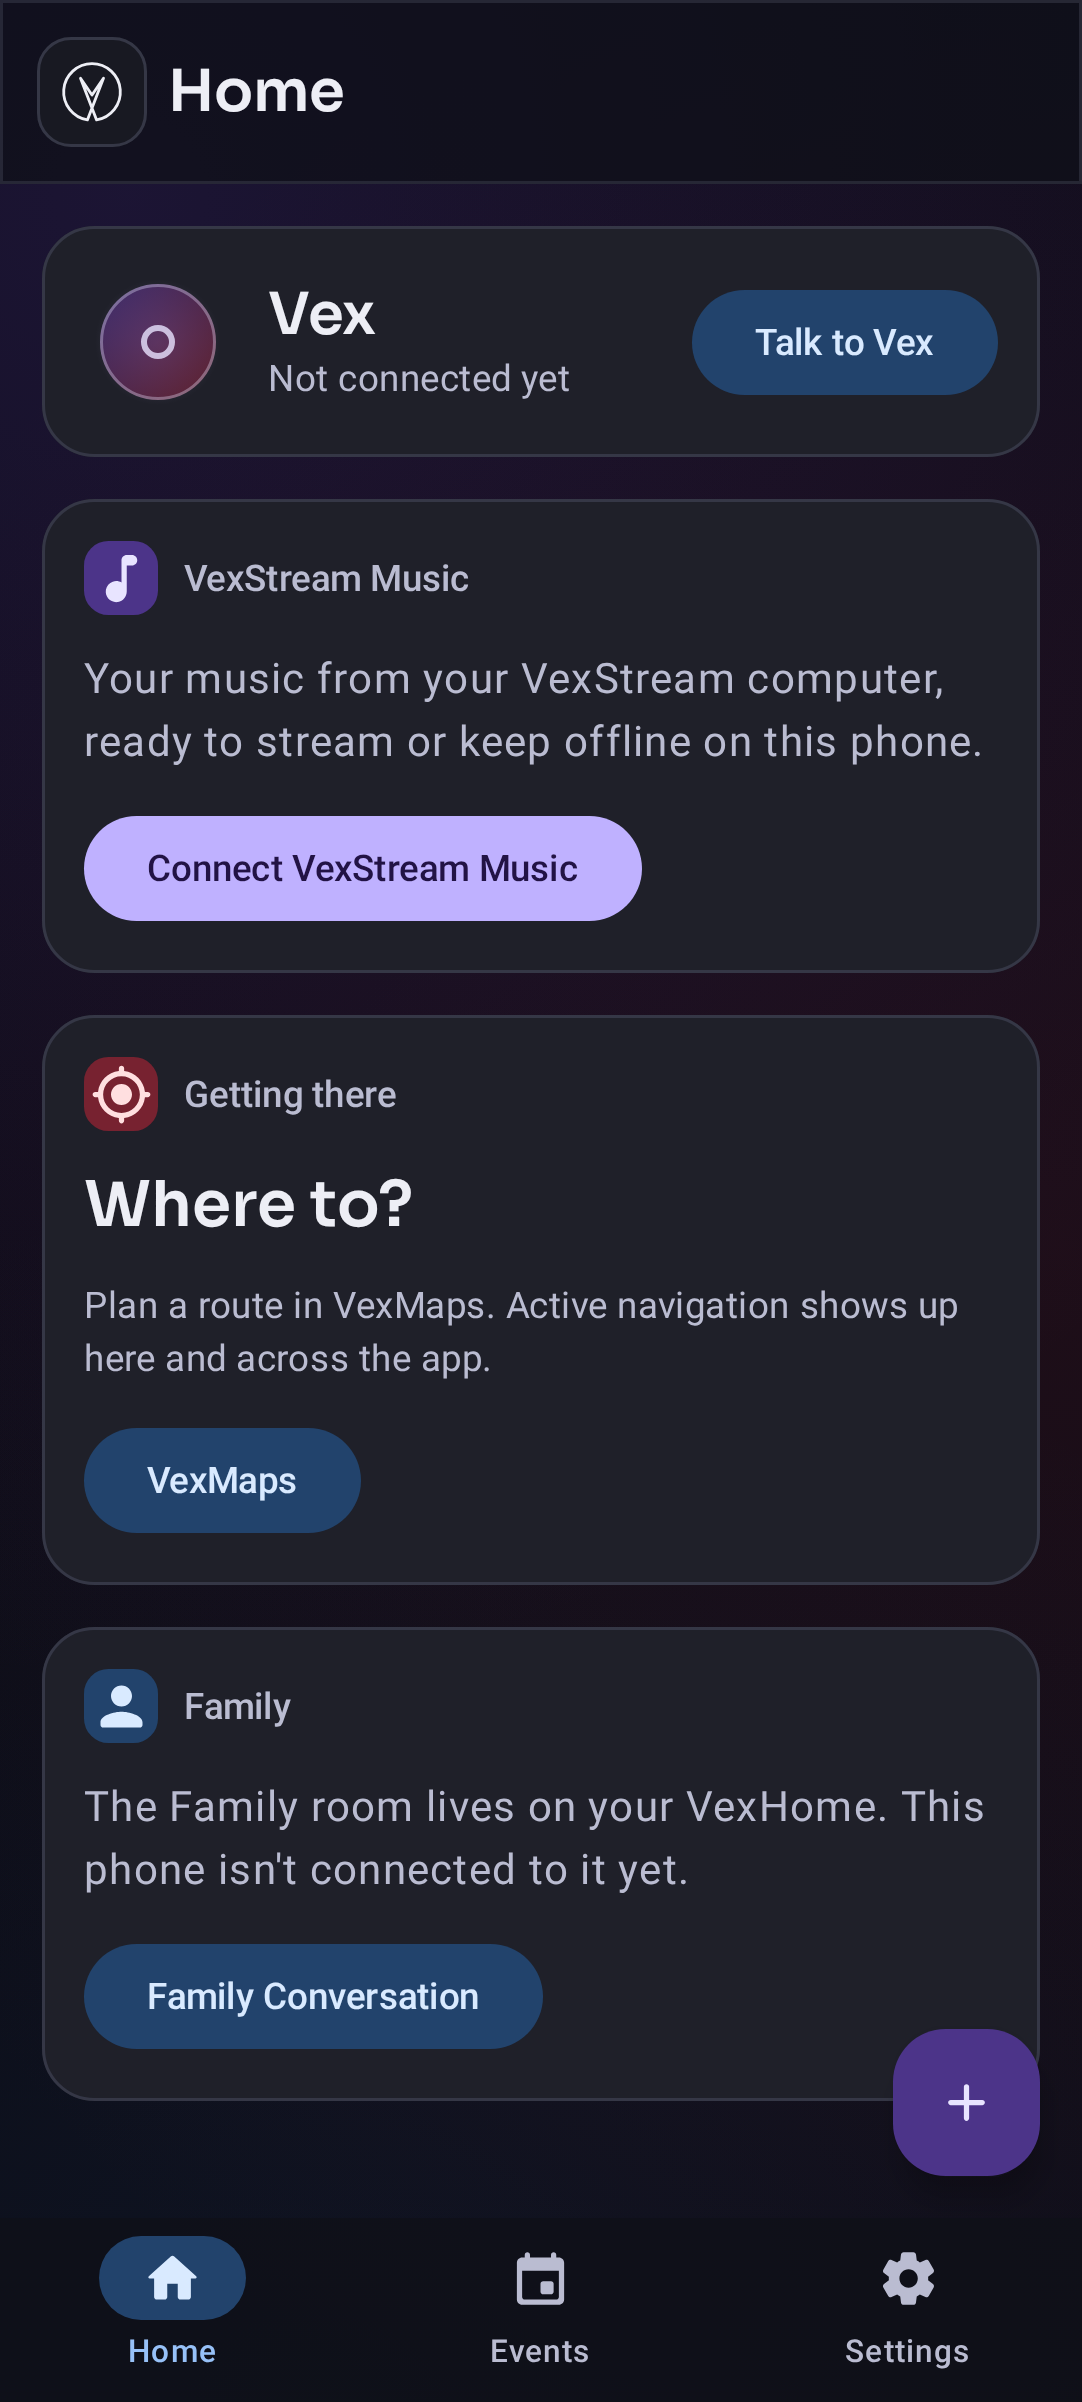 Home
Vex
Not connected yet
Talk to Vex
VexStream Music
Your music from your VexStream computer,
ready to stream or keep offline on this phone.
Connect VexStream Music
Getting there
Where to?
Plan a route in VexMaps. Active navigation shows up
here and across the app.
VexMaps
Family
The Family room lives on your VexHome. This
phone isn't connected to it yet.
Family Conversation
Home
Events
Settings